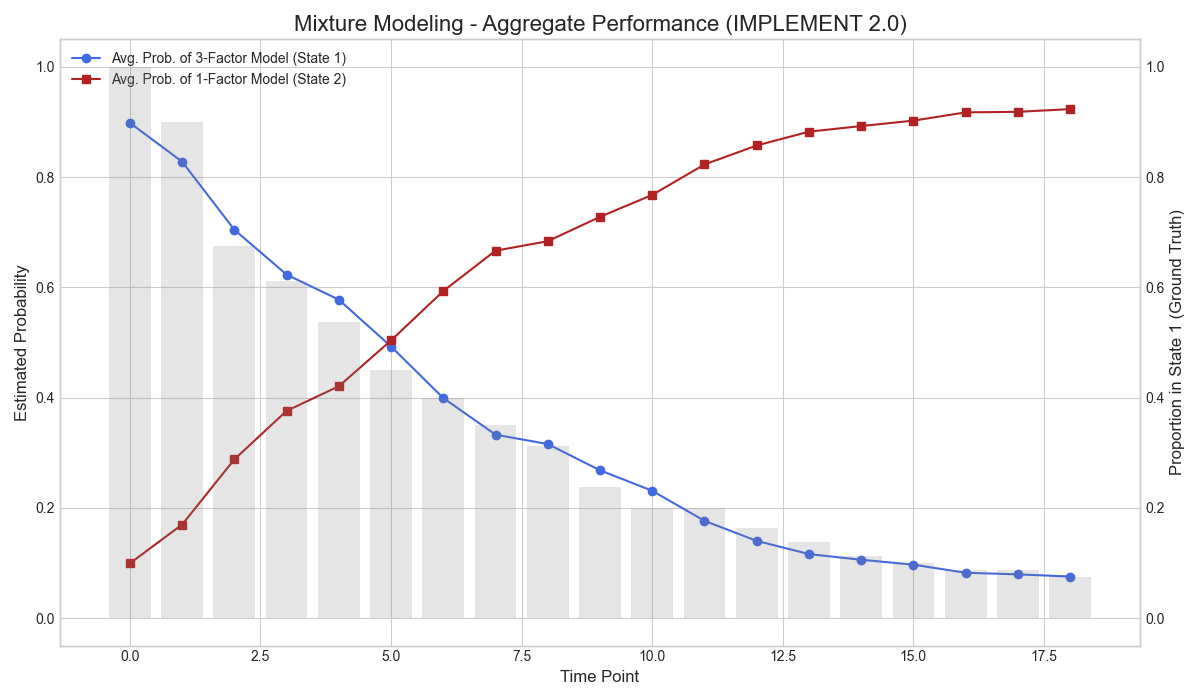 Mixture Modeling - Aggregate Performance (IMPLEMENT 2.0)
Avg. Prob. of 3-Factor Model (State 1)
Avg. Prob. of 1-Factor Model (State 2)
Estimated Probability
1.0
0.8
0.6
0.4
0.2
0.0
1.0
0.8
0.6
0.4
0.2
0.0
Proportion in State 1 (Ground Truth)
0.0 2.5 5.0 7.5 10.0 12.5 15.0 17.5
Time Point